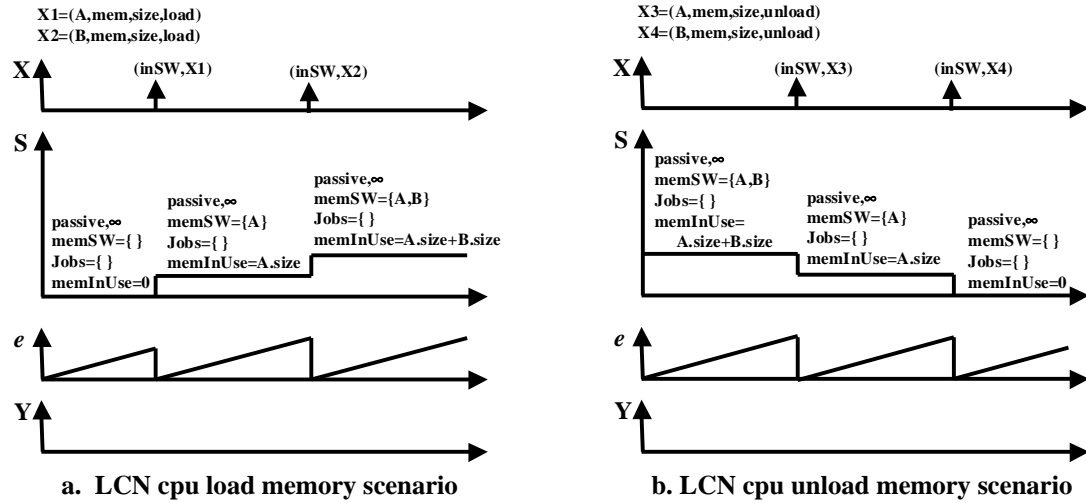 X1=(A,mem,size,load)
X2=(B,mem,size,load)
X
(inSW,X1)
(inSW,X2)
S
passive,∞
memSW={ }
Jobs={ }
memInUse=0
passive,∞
memSW={A}
Jobs={ }
memInUse=A.size
passive,∞
memSW={A,B}
Jobs={ }
memInUse=A.size+B.size
e
Y
a. LCN cpu load memory scenario
X3=(A,mem,size,unload)
X4=(B,mem,size,unload)
X
(inSW,X3)
(inSW,X4)
S
passive,∞
memSW={A,B}
Jobs={ }
memInUse=
A.size+B.size
passive,∞
memSW={A}
Jobs={ }
memInUse=A.size
passive,∞
memSW={ }
Jobs={ }
memInUse=0
e
Y
b. LCN cpu unload memory scenario